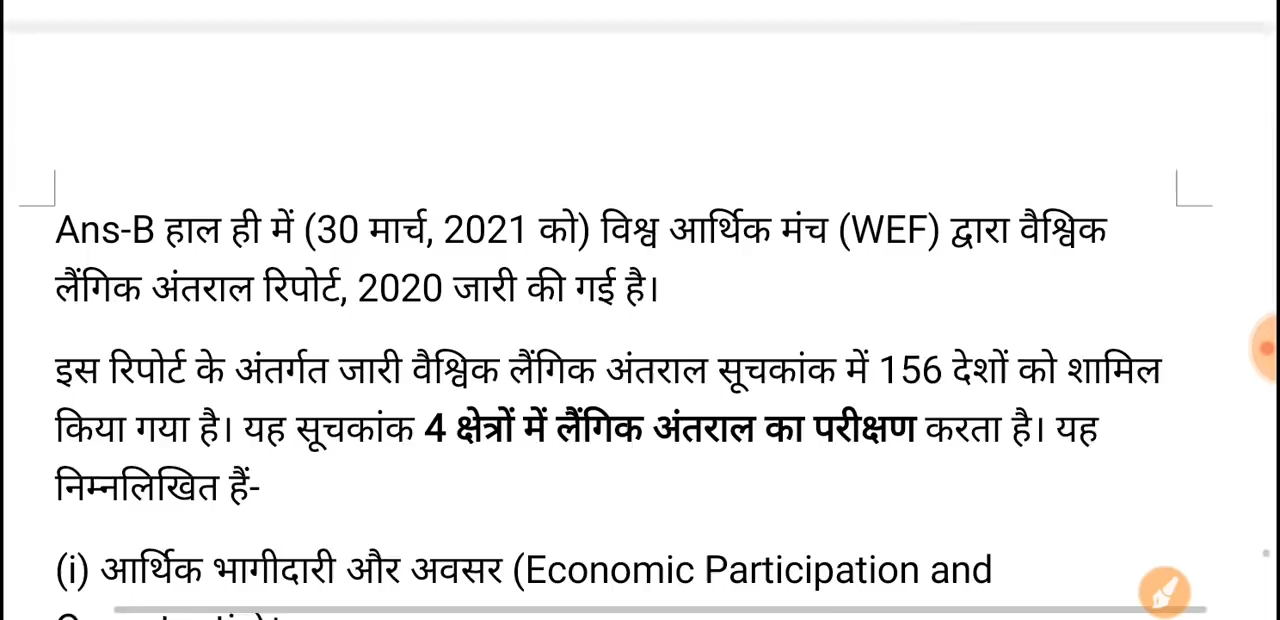 Ans-B हाल ही में (30 मार्च, 2021 को) विश्व आर्थिक मंच (WEF) द्वारा वैश्विक
लैंगिक अंतराल रिपोर्ट, 2020 जारी की गई है।
इस रिपोर्ट के अंतर्गत जारी वैश्विक लैंगिक अंतराल सूचकांक में 156 देशों को शामिल
किया गया है। यह सूचकांक 4 क्षेत्रों में लैंगिक अंतराल का परीक्षण करता है। यह
निम्नलिखित हैं-
(i) आर्थिक भागीदारी और अवसर (Economic Participation and